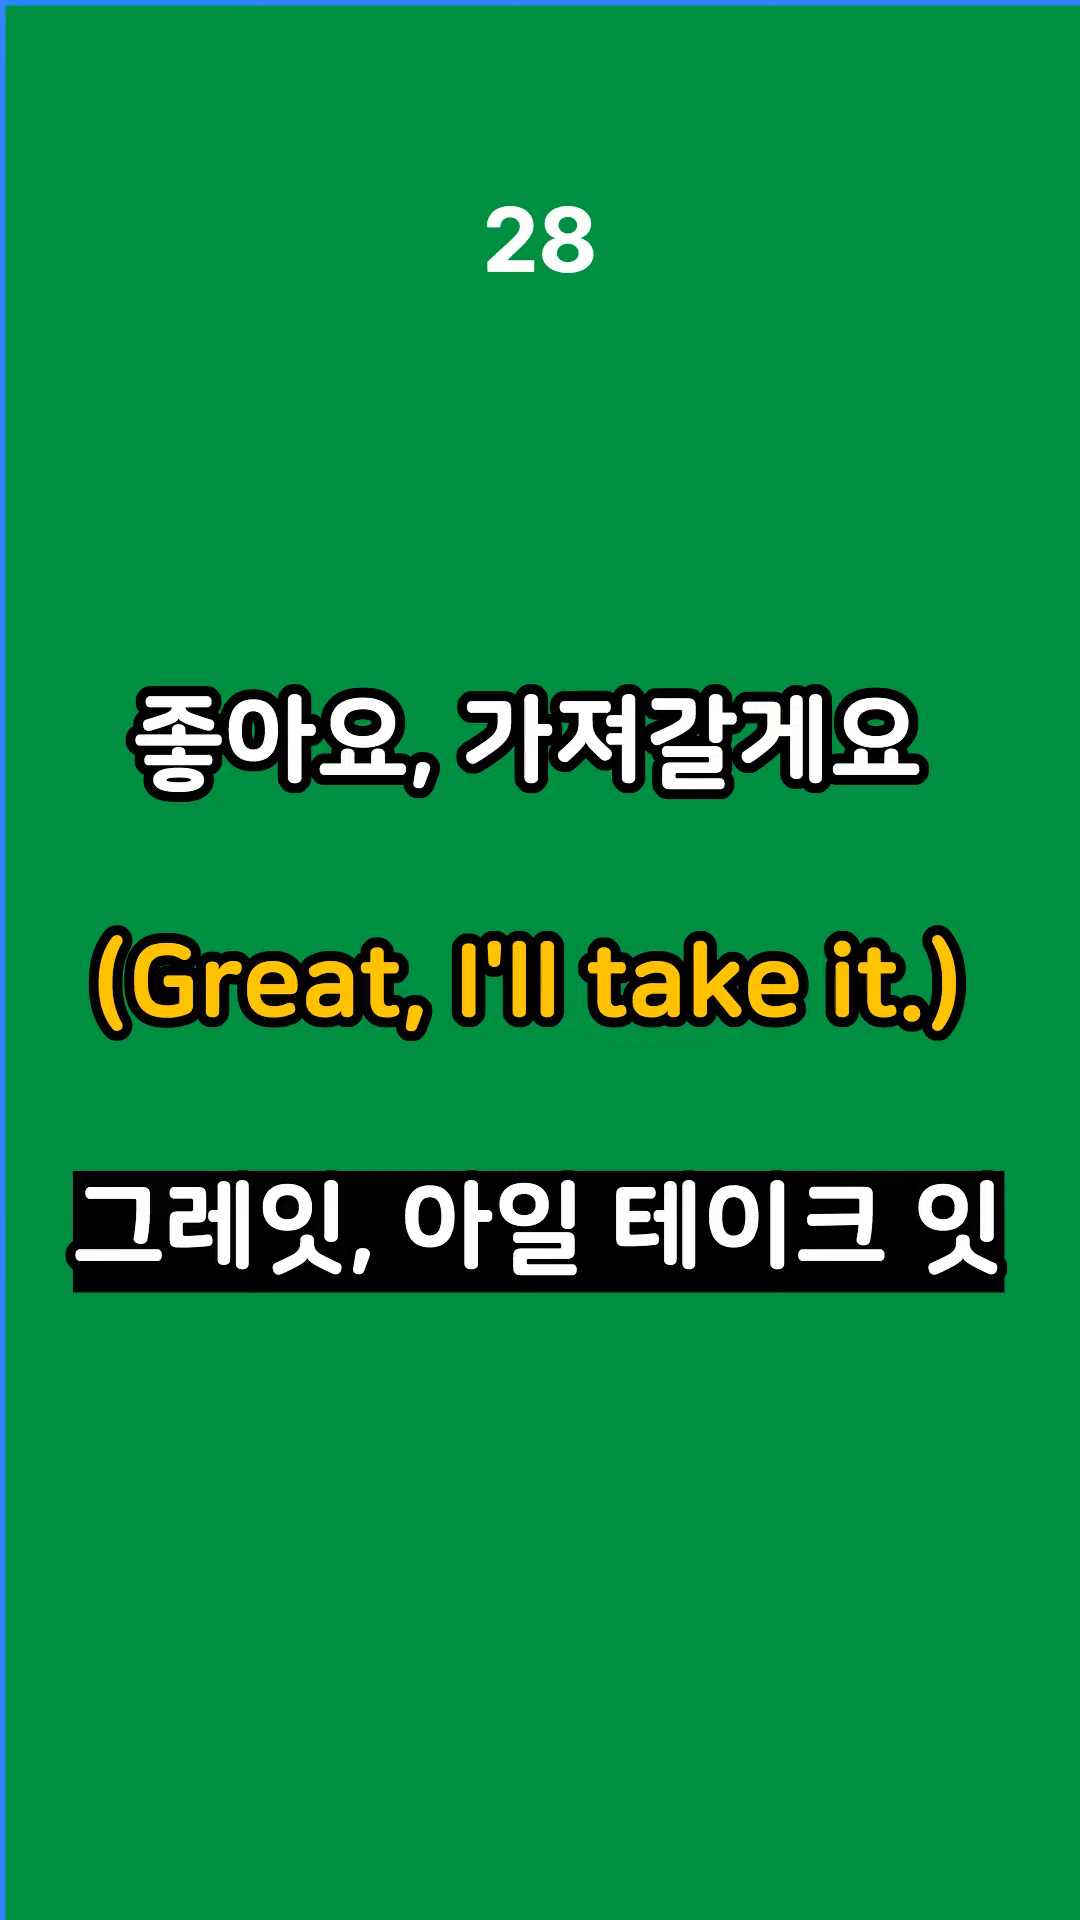 28
좋아요, 가져갈게요
(Great, I'll take it.)
그레잇, 아일 테이크 잇